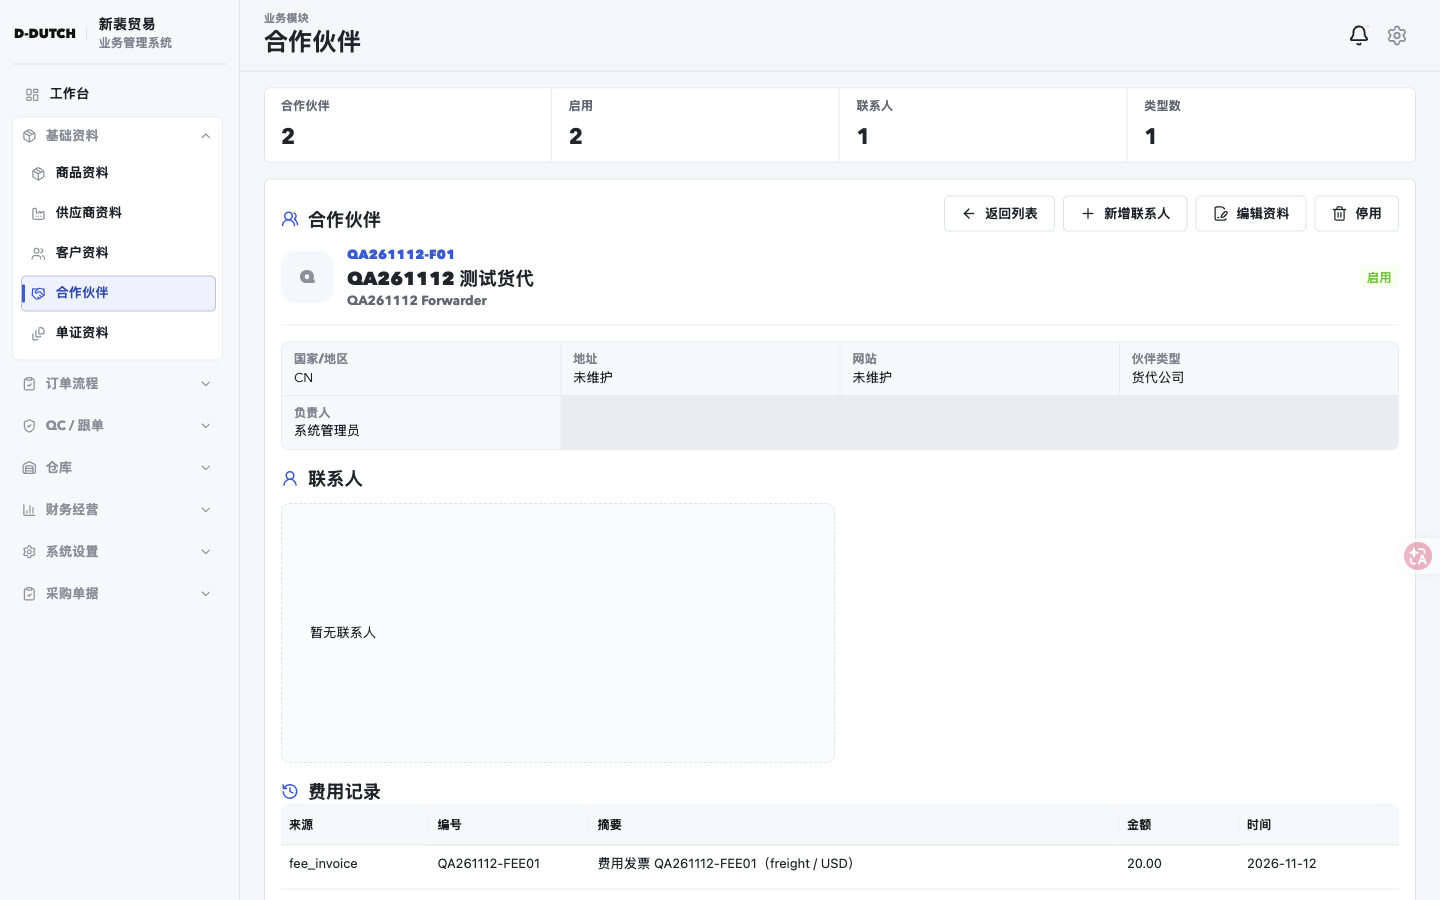 D-DUTCH
新裴贸易
业务管理系统
工作台
基础资料
商品资料
供应商资料
客户资料
合作伙伴
单证资料
订单流程
QC / 跟单
仓库
财务经营
系统设置
采购单据
业务模块
合作伙伴
合作伙伴
2
启用
2
联系人
1
类型数
1
合作伙伴
返回列表
新增联系人
编辑资料
停用
Q
QA261112-F01
QA261112 测试货代
QA261112 Forwarder
启用
国家/地区
CN
地址
未维护
网站
未维护
伙伴类型
货代公司
负责人
系统管理员
联系人
暂无联系人
费用记录
来源 编号 摘要 金额 时间
fee_invoice QA261112-FEE01 费用发票 QA261112-FEE01（freight / USD） 20.00 2026-11-12